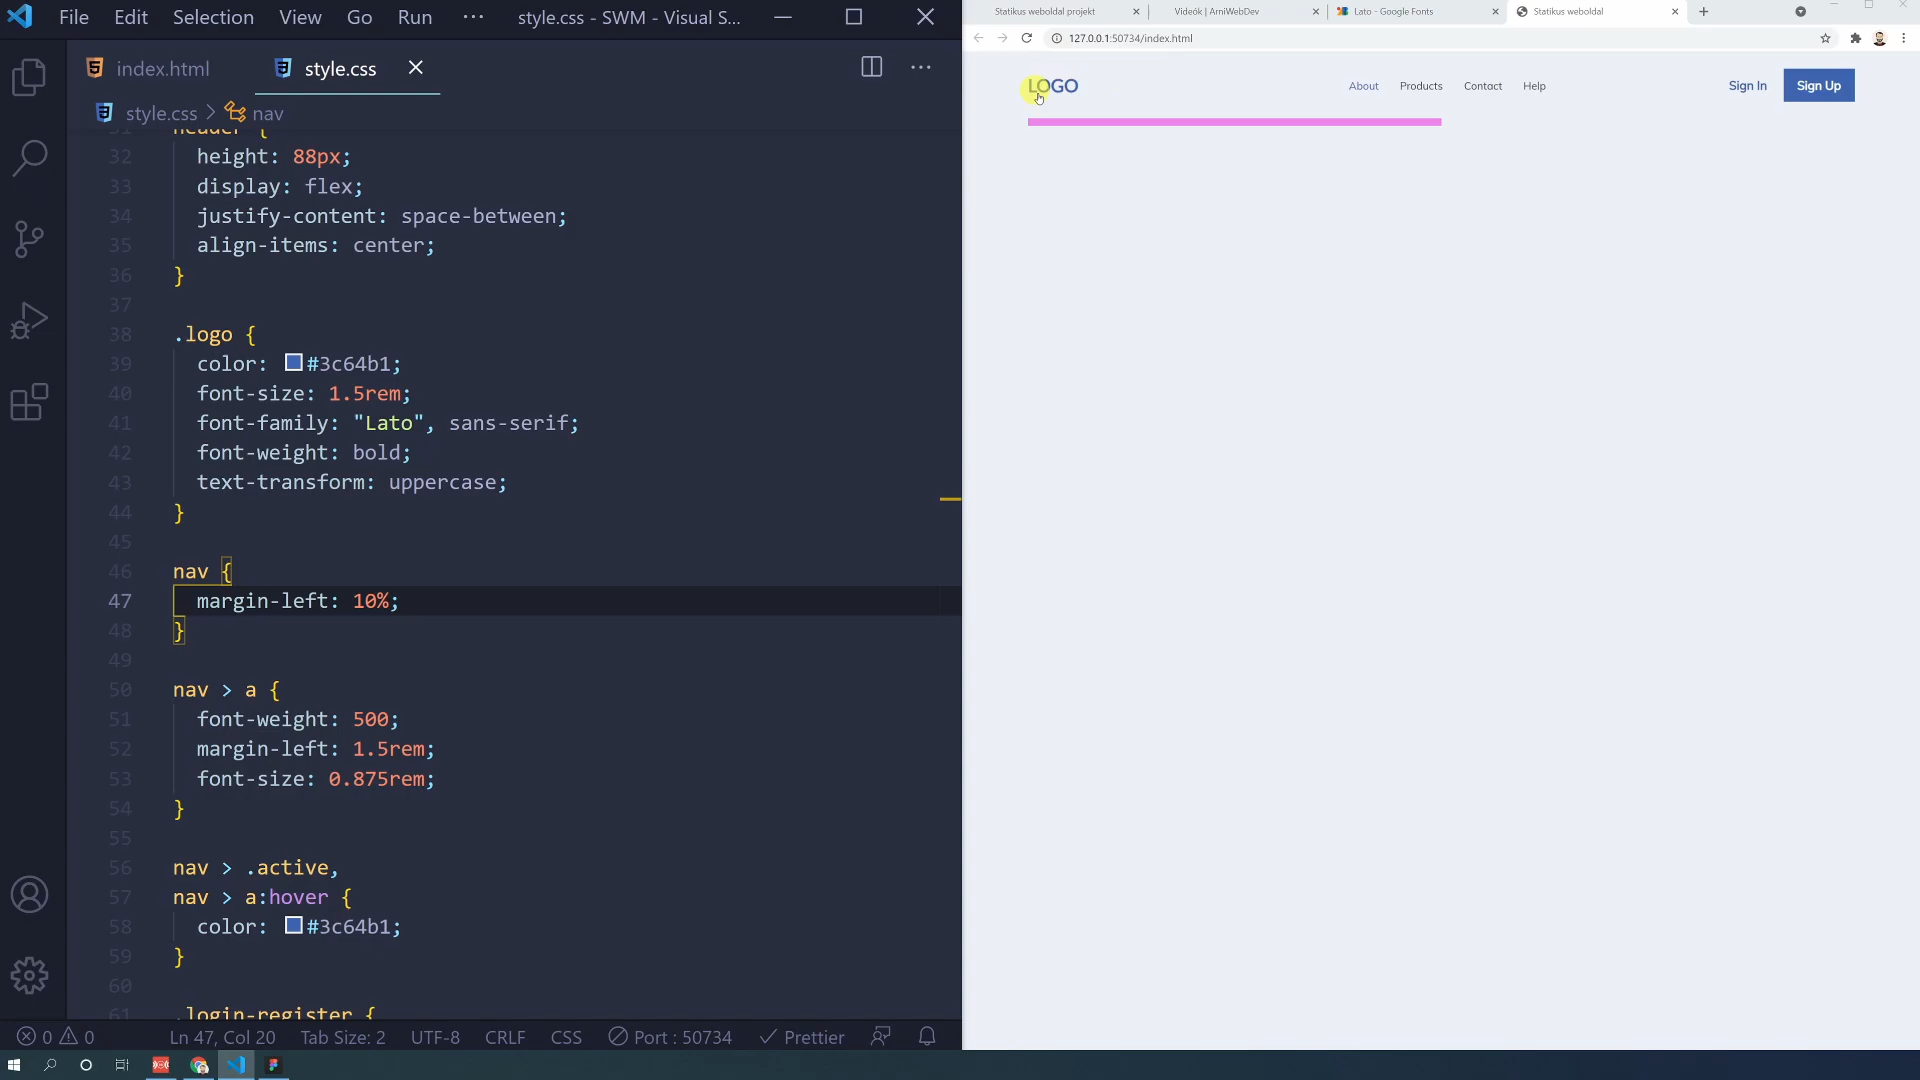 File Edit Selection View Go Run ··· style.css - SWM - Visual S...
index.html style.css
style.css > nav
header {
32 height: 88px;
33 display: flex;
34 justify-content: space-between;
35 align-items: center;
36 }
37
38 .logo {
39 color: #3c64b1;
40 font-size: 1.5rem;
41 font-family: "Lato", sans-serif;
42 font-weight: bold;
43 text-transform: uppercase;
44 }
45
46 nav {
47 margin-left: 10%;
48 }
49
50 nav > a {
51 font-weight: 500;
52 margin-left: 1.5rem;
53 font-size: 0.875rem;
54 }
55
56 nav > .active,
57 nav > a:hover {
58 color: #3c64b1;
59 }
60
61 .login-register {
0 0 Ln 47, Col 20 Tab Size: 2 UTF-8 CRLF CSS Port : 50734 Prettier
Statikus weboldal projekt Videók | ArniWebDev Lato - Google Fonts Statikus weboldal
127.0.0.1:50734/index.html
LOGO About Products Contact Help Sign In Sign Up